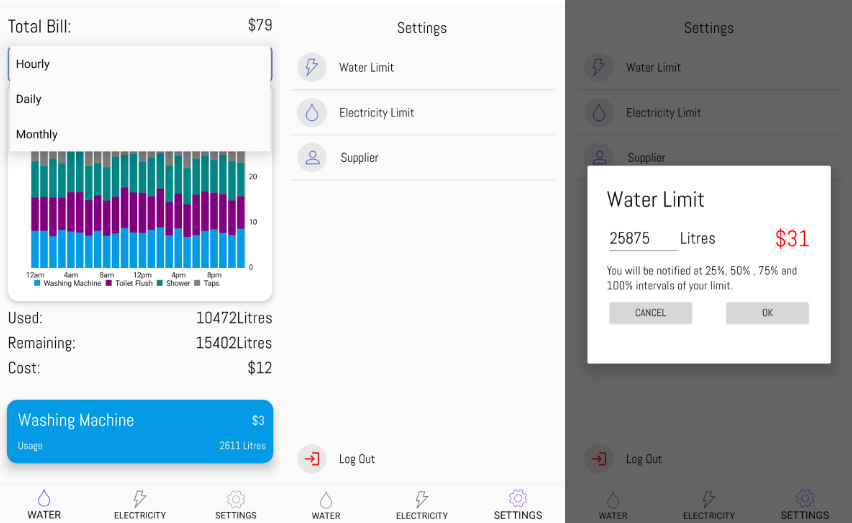 Total Bill: $79
Hourly
Daily
Monthly
20
10
0
12am 4am 8am 12pm 4pm 8pm
Washing Machine Toilet Flush Shower Taps
Used: 10472Litres
Remaining: 15402Litres
Cost: $12
Washing Machine $3
Usage 2611 Litres
WATER ELECTRICITY SETTINGS
Settings
Water Limit
Electricity Limit
Supplier
Log Out
WATER ELECTRICITY SETTINGS
Settings
Water Limit
Electricity Limit
Supplier
Water Limit
25875 Litres $31
You will be notified at 25%, 50% , 75% and
100% intervals of your limit.
CANCEL OK
Log Out
WATER ELECTRICITY SETTINGS